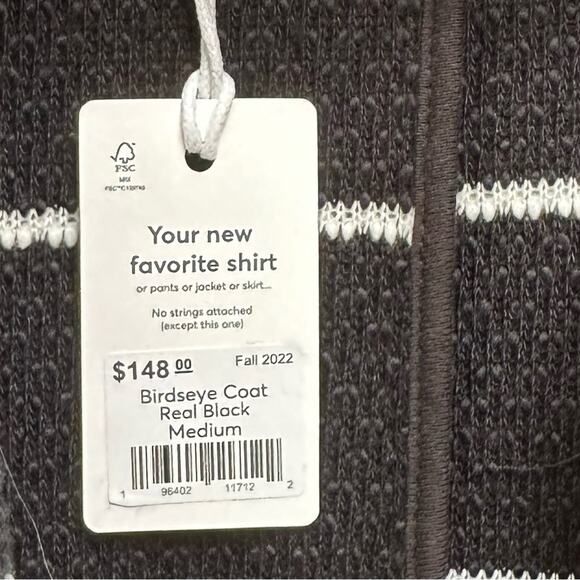 FSC
MIX
Your new
favorite shirt
or pants or jacket or skirt...
No strings attached
(except this one)
$148 00
Fall 2022
Birdseye Coat
Real Black
Medium
1 96402 11712 2